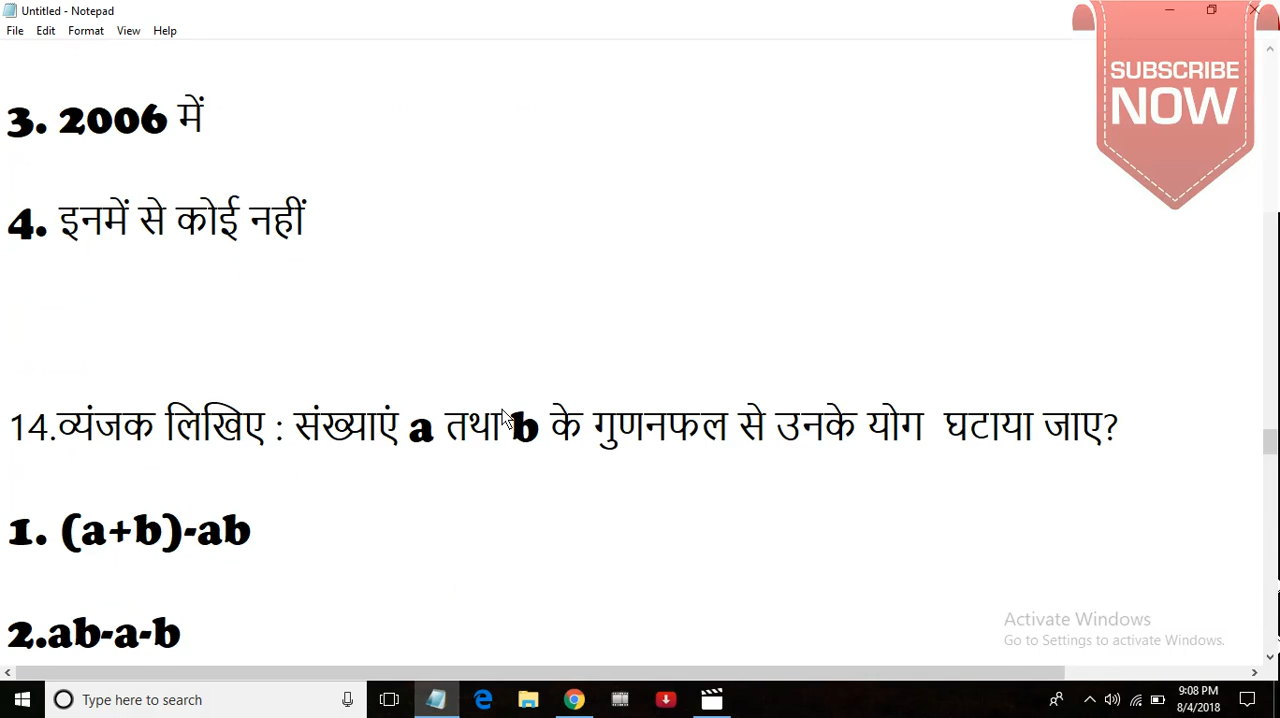 Untitled - Notepad
File Edit Format View Help
SUBSCRIBE
NOW
3. 2006 में
4. इनमें से कोई नहीं
14.व्यंजक लिखिए : संख्याएं a तथा b के गुणनफल से उनके योग घटाया जाए?
1. (a+b)-ab
2.ab-a-b
Activate Windows
Go to Settings to activate Windows.
Type here to search
9:08 PM
8/4/2018